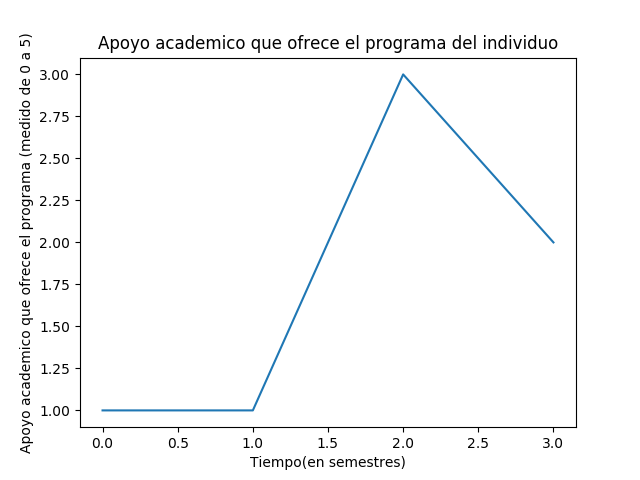 Apoyo academico que ofrece el programa del individuo
Apoyo academico que ofrece el programa (medido de 0 a 5)
3.00
2.75
2.50
2.25
2.00
1.75
1.50
1.25
1.00
0.0 0.5 1.0 1.5 2.0 2.5 3.0
Tiempo(en semestres)